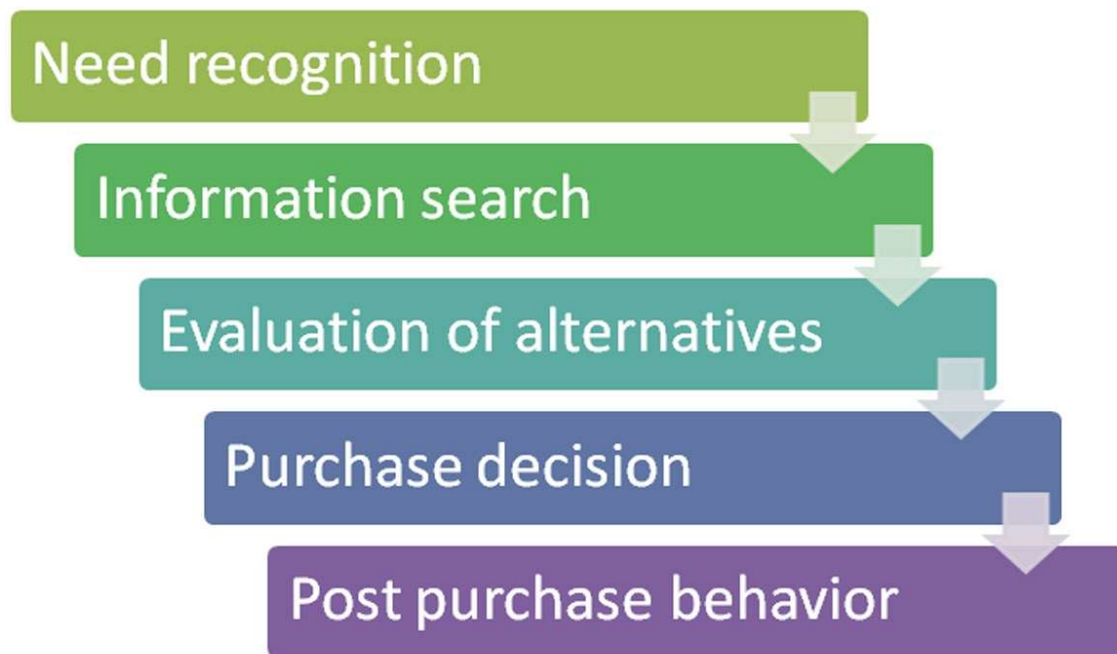 Need recognition
Information search
Evaluation of alternatives
Purchase decision
Post purchase behavior